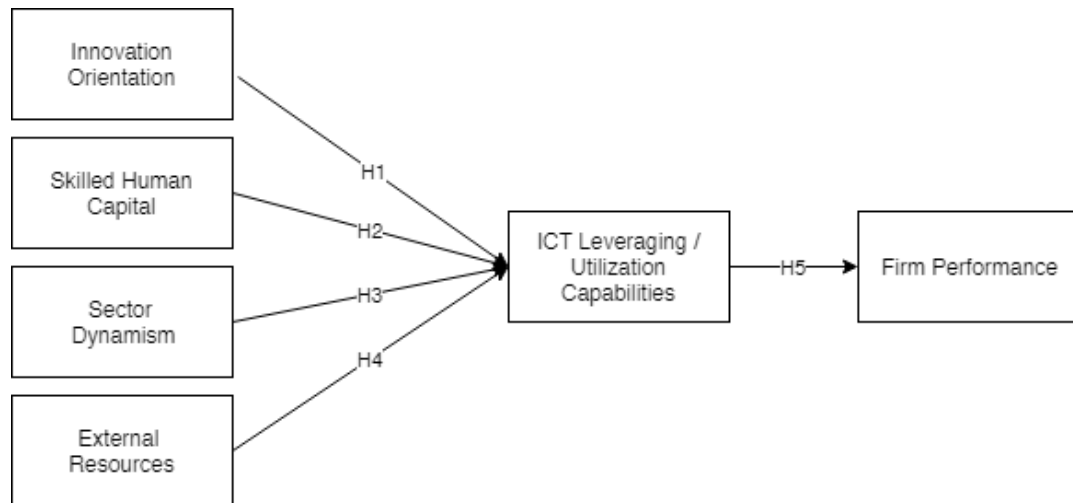 Innovation
Orientation
H1
Skilled Human
Capital
H2
ICT Leveraging /
Utilization
Capabilities
H5
Firm Performance
Sector
Dynamism
H3
H4
External
Resources